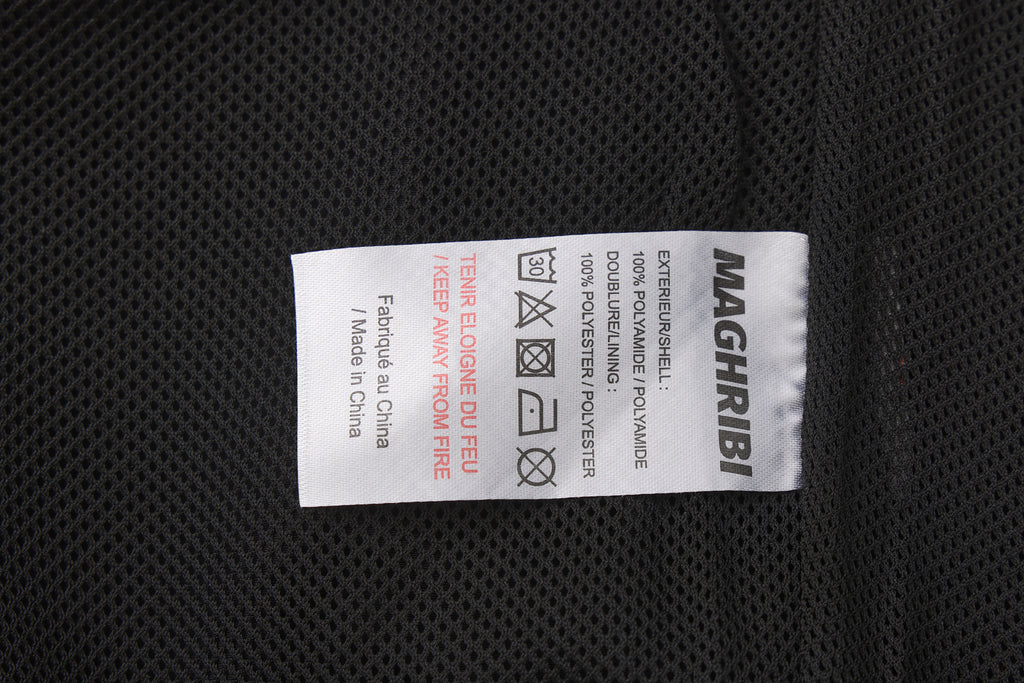 MAGHRIBI
EXTERIEUR/SHELL :
100% POLYAMIDE / POLYAMIDE
DOUBLURE/LINING :
100% POLYESTER / POLYESTER
30
TENIR ELOIGNE DU FEU
/ KEEP AWAY FROM FIRE
Fabriqué au China
/ Made in China